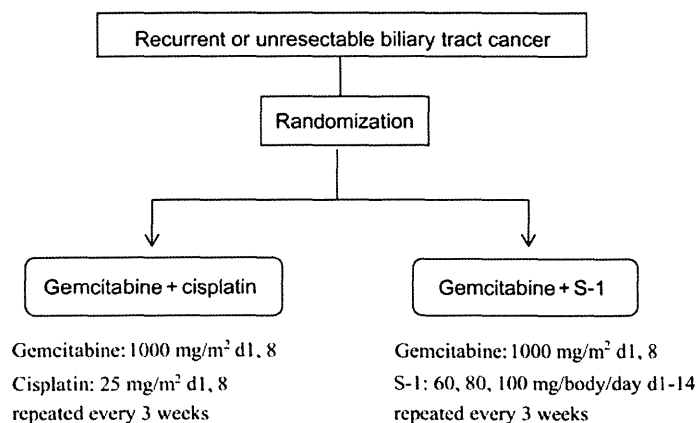 Recurrent or unresectable biliary tract cancer
Randomization
Gemcitabine + cisplatin
Gemcitabine: 1000 mg/m² d1, 8
Cisplatin: 25 mg/m² d1, 8
repeated every 3 weeks
Gemcitabine + S-1
Gemcitabine: 1000 mg/m² d1, 8
S-1: 60, 80, 100 mg/body/day d1-14
repeated every 3 weeks